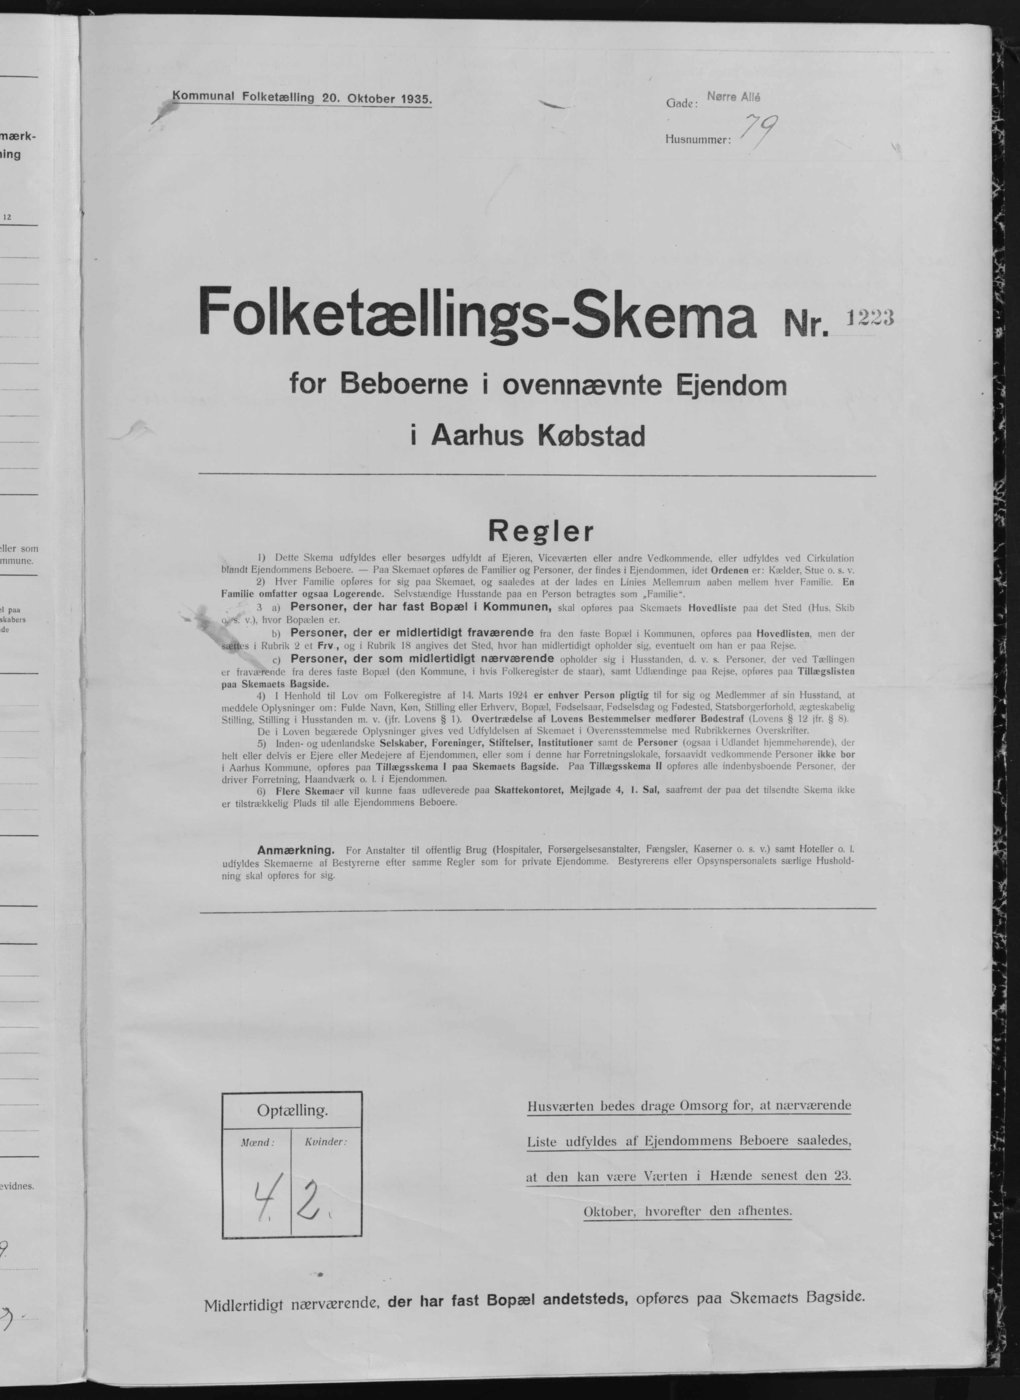 mærk-
ning
12
eller som
mmune.
el paa
skabers
de
evidnes.
Kommunal Folketælling 20. Oktober 1935.
Gade: Nørre Allé
Husnummer: 79
Folketællings-Skema Nr. 1223
for Beboerne i ovennævnte Ejendom
i Aarhus Købstad
Regler
1) Dette Skema udfyldes eller besørges udfyldt af Ejeren, Viceværten eller andre Vedkommende, eller udfyldes ved Cirkulation
blandt Ejendommens Beboere. — Paa Skemaet opføres de Familier og Personer, der findes i Ejendommen, idet Ordenen er: Kælder, Stue o. s. v.
2) Hver Familie opføres for sig paa Skemaet, og saaledes at der lades en Linies Mellemrum aaben mellem hver Familie. En
Familie omfatter ogsaa Logerende. Selvstændige Husstande paa en Person betragtes som „Familie“.
3 a) Personer, der har fast Bopæl i Kommunen, skal opføres paa Skemaets Hovedliste paa det Sted (Hus, Skib
o. s. v.), hvor Bopælen er.
b) Personer, der er midlertidigt fraværende fra den faste Bopæl i Kommunen, opføres paa Hovedlisten, men der
sættes i Rubrik 2 et Frv, og i Rubrik 18 angives det Sted, hvor han midlertidigt opholder sig, eventuelt om han er paa Rejse.
c) Personer, der som midlertidigt nærværende opholder sig i Husstanden, d. v. s. Personer, der ved Tællingen
er fraværende fra deres faste Bopæl (den Kommune, i hvis Folkeregister de staar), samt Udlændinge paa Rejse, opføres paa Tillægslisten
paa Skemaets Bagside.
4) I Henhold til Lov om Folkeregistre af 14. Marts 1924 er enhver Person pligtig til for sig og Medlemmer af sin Husstand, at
meddele Oplysninger om: Fulde Navn, Køn, Stilling eller Erhverv, Bopæl, Fødselsaar, Fødselsdag og Fødested, Statsborgerforhold, ægteskabelig
Stilling, Stilling i Husstanden m. v. (jfr. Lovens § 1). Overtrædelse af Lovens Bestemmelser medfører Bødestraf (Lovens § 12 jfr. § 8).
De i Loven begærede Oplysninger gives ved Udfyldelsen af Skemaet i Overensstemmelse med Rubrikkernes Overskrifter.
5) Inden- og udenlandske Selskaber, Foreninger, Stiftelser, Institutioner samt de Personer (ogsaa i Udlandet hjemmehørende), der
helt eller delvis er Ejere eller Medejere af Ejendommen, eller som i denne har Forretningslokale, forsaavidt vedkommende Personer ikke bor
i Aarhus Kommune, opføres paa Tillægsskema I paa Skemaets Bagside. Paa Tillægsskema II opføres alle indenbysboende Personer, der
driver Forretning, Haandværk o. l. i Ejendommen.
6) Flere Skemaer vil kunne faas udleverede paa Skattekontoret, Mejlgade 4, 1. Sal, saafremt der paa det tilsendte Skema ikke
er tilstrækkelig Plads til alle Ejendommens Beboere.
Anmærkning. For Anstalter til offentlig Brug (Hospitaler, Forsørgelsesanstalter, Fængsler, Kaserner o. s. v.) samt Hoteller o. l.
udfyldes Skemaerne af Bestyrerne efter samme Regler som for private Ejendomme. Bestyrerens eller Opsynspersonalets særlige Hushold-
ning skal opføres for sig.
Optælling.
Mænd: Kvinder:
4. 2.
Husværten bedes drage Omsorg for, at nærværende
Liste udfyldes af Ejendommens Beboere saaledes,
at den kan være Værten i Hænde senest den 23.
Oktober, hvorefter den afhentes.
Midlertidigt nærværende, der har fast Bopæl andetsteds, opføres paa Skemaets Bagside.